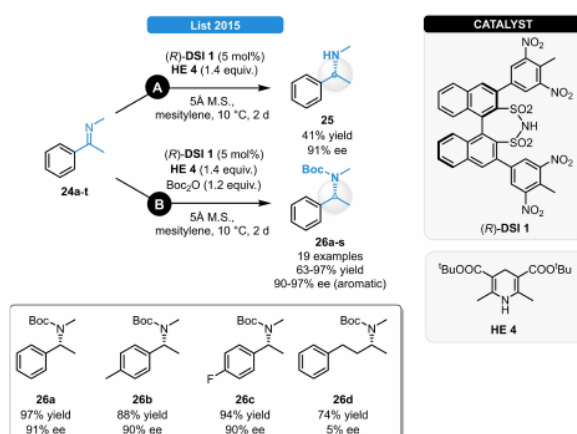 List 2015
CATALYST
(R)-DSI 1 (5 mol%)
HE 4 (1.4 equiv.)
A
5Å M.S.,
mesitylene, 10 °C, 2 d
HN
25
41% yield
91% ee
N
24a-t
(R)-DSI 1 (5 mol%)
HE 4 (1.4 equiv.)
Boc2O (1.2 equiv.)
B
5Å M.S.,
mesitylene, 10 °C, 2 d
Boc N
26a-s
19 examples
63-97% yield
90-97% ee (aromatic)
NO2
NO2
SO2
NH
SO2
NO2
NO2
(R)-DSI 1
tBuOOC COOtBu
N
H
HE 4
Boc N
26a
97% yield
91% ee
Boc N
26b
88% yield
90% ee
Boc N
F
26c
94% yield
90% ee
Boc N
26d
74% yield
5% ee